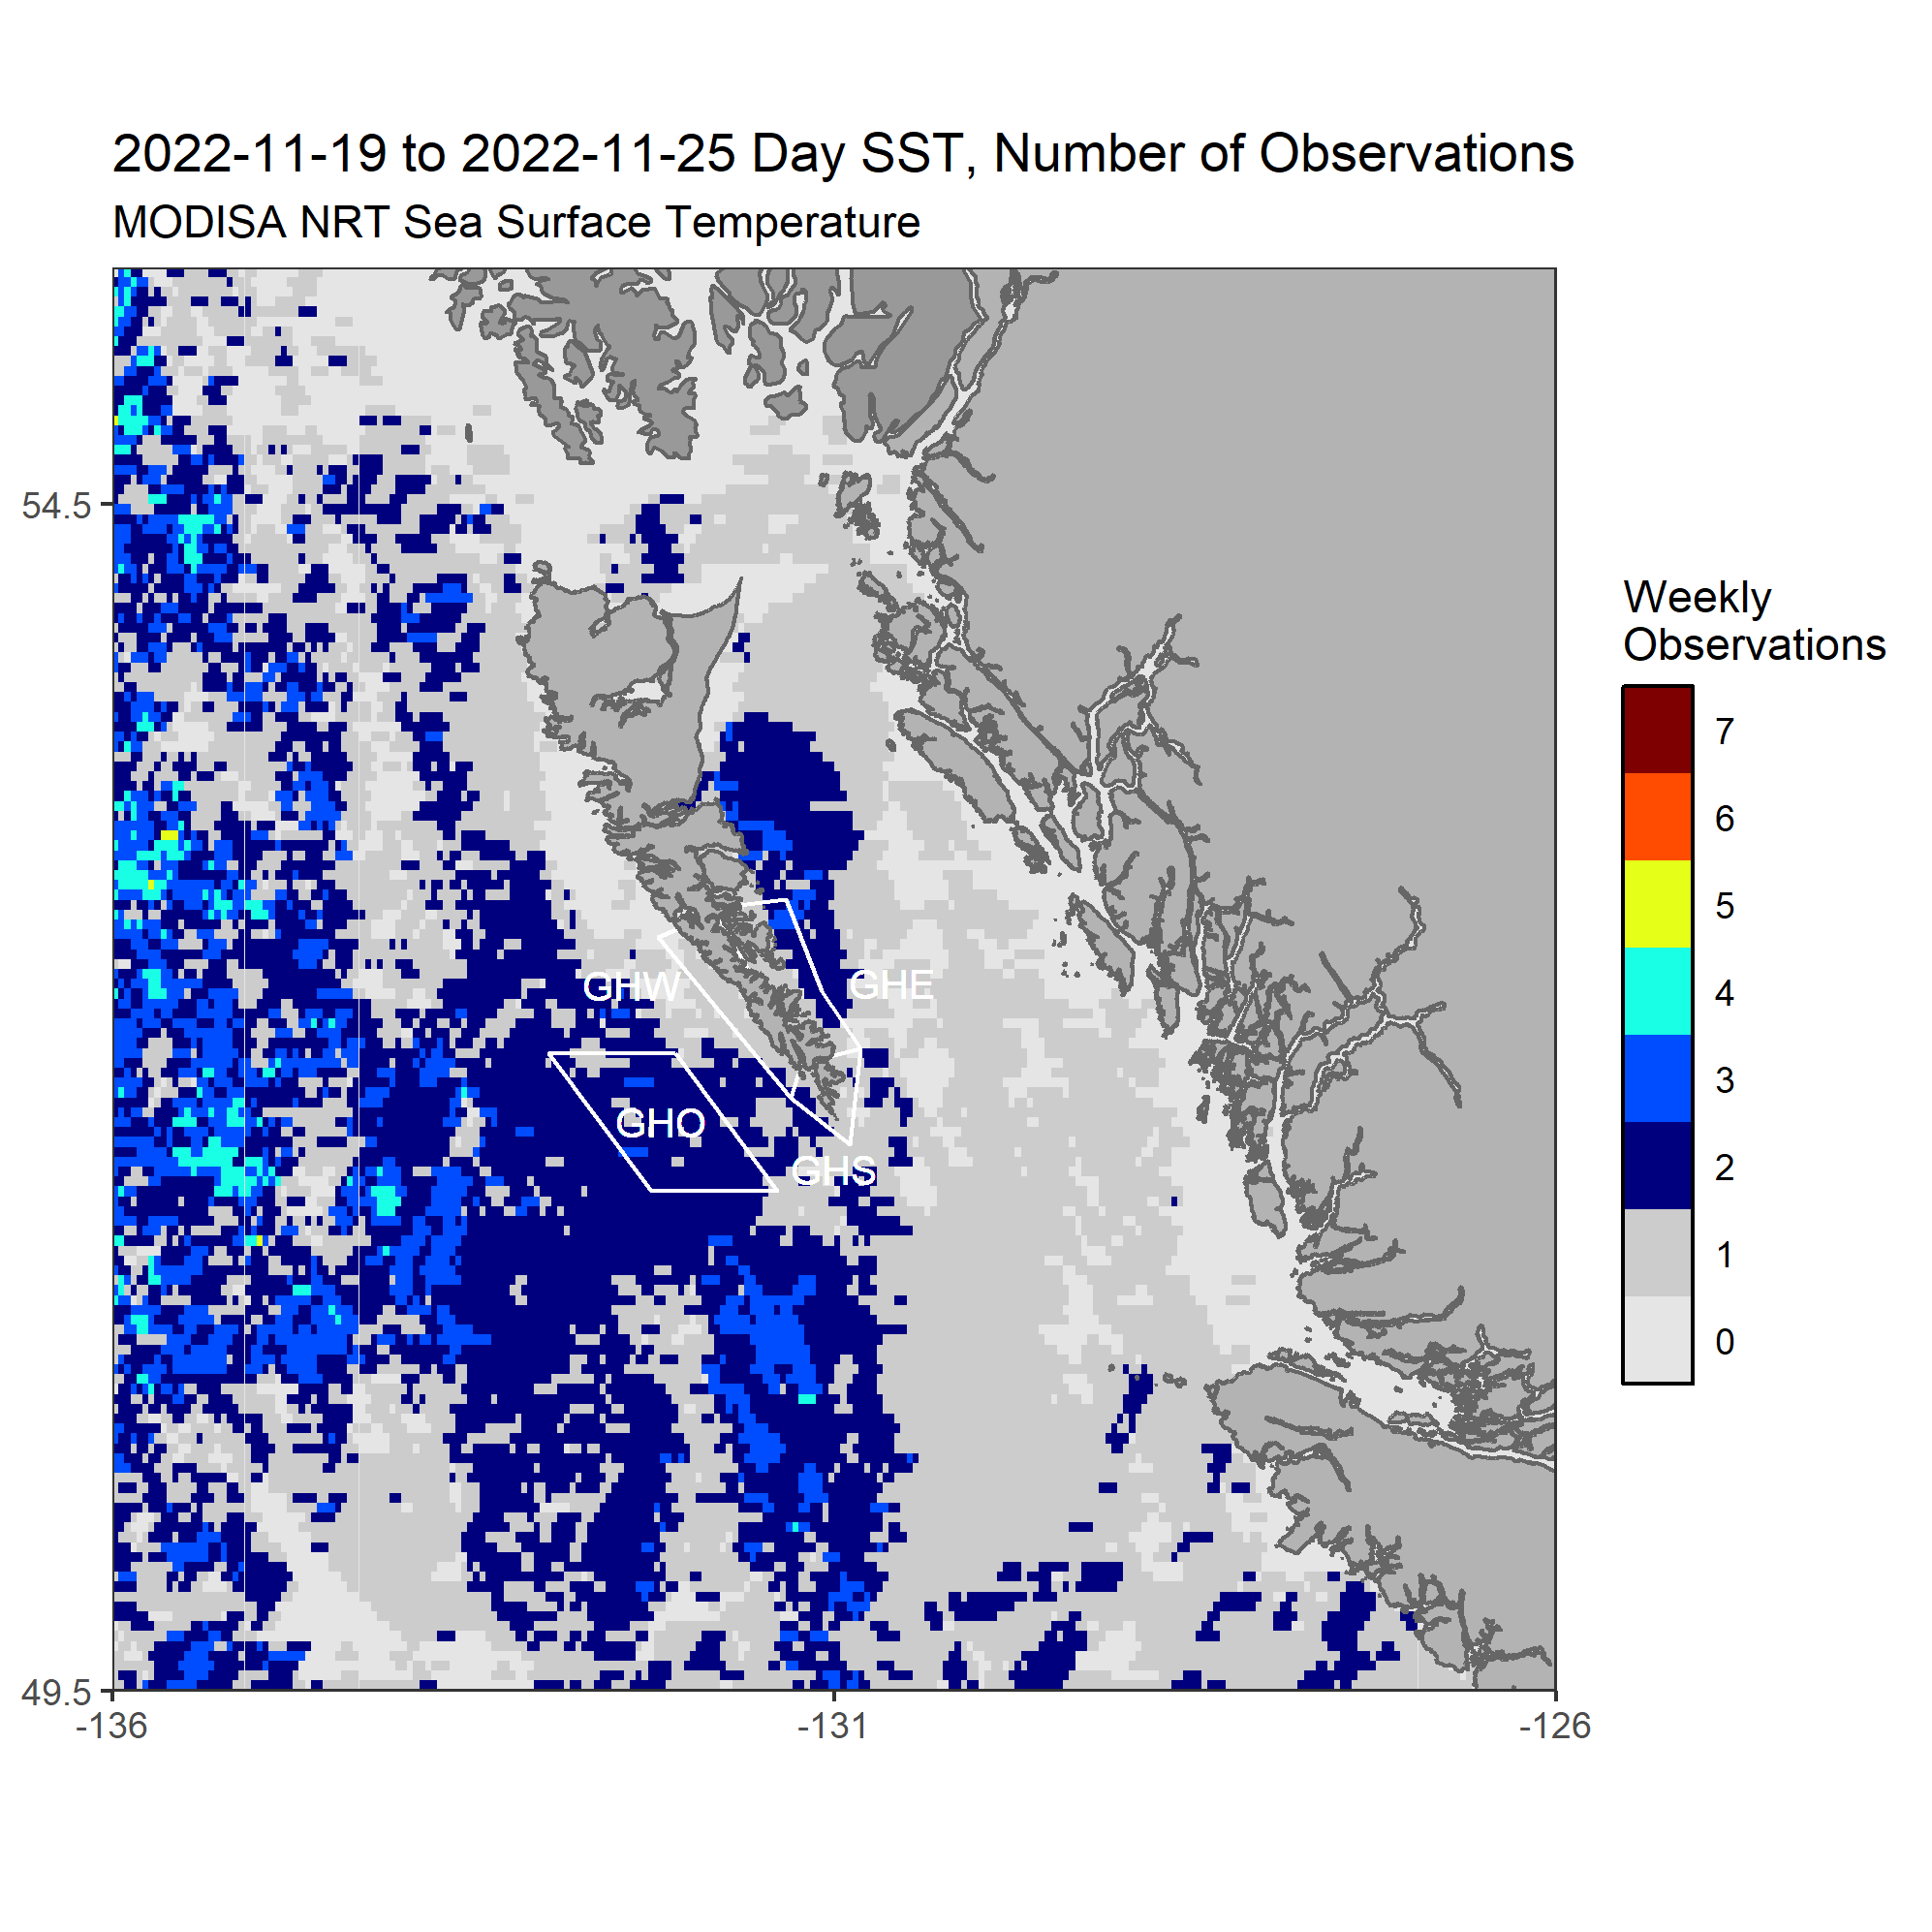 2022-11-19 to 2022-11-25 Day SST, Number of Observations
MODISA NRT Sea Surface Temperature
54.5
49.5
-136
-131
-126
GHW
GHE
GHO
GHS
Weekly
Observations
7
6
5
4
3
2
1
0